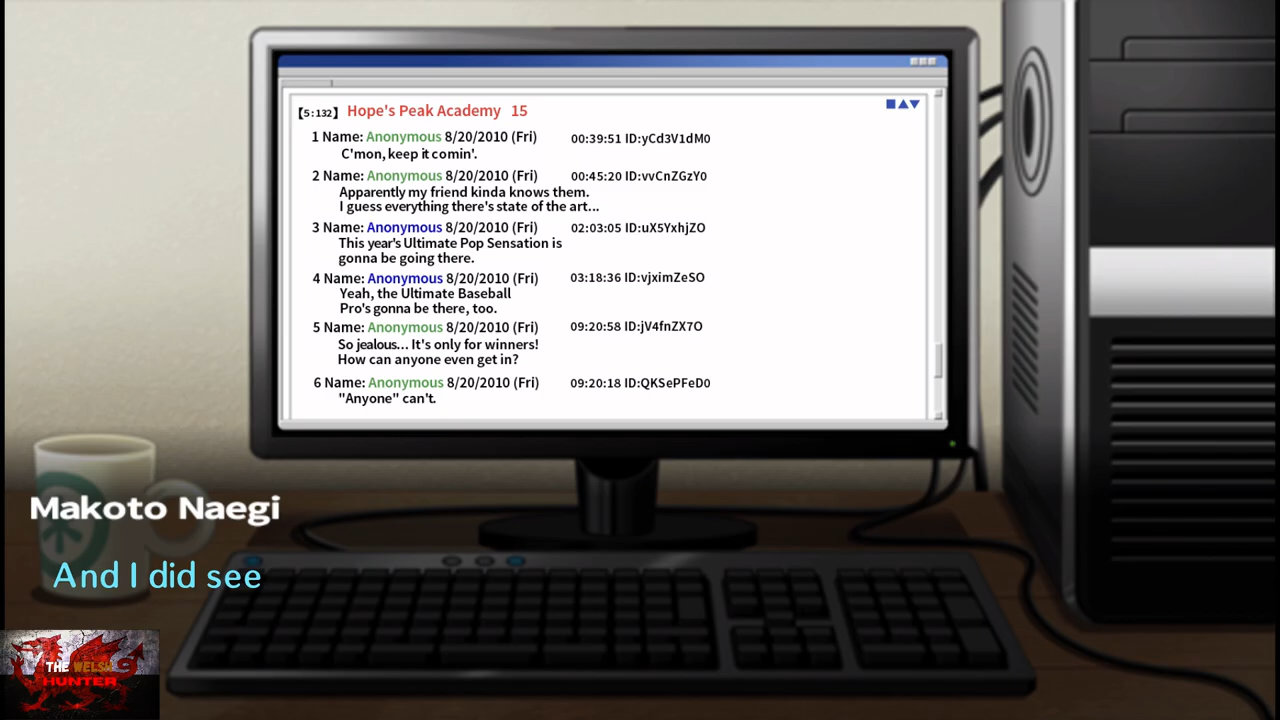 【5:132】 Hope's Peak Academy 15
1 Name: Anonymous 8/20/2010 (Fri) 00:39:51 ID:yCd3V1dM0
C'mon, keep it comin'.
2 Name: Anonymous 8/20/2010 (Fri) 00:45:20 ID:vvCnZGzY0
Apparently my friend kinda knows them.
I guess everything there's state of the art...
3 Name: Anonymous 8/20/2010 (Fri) 02:03:05 ID:uX5YxhjZO
This year's Ultimate Pop Sensation is
gonna be going there.
4 Name: Anonymous 8/20/2010 (Fri) 03:18:36 ID:vjximZeSO
Yeah, the Ultimate Baseball
Pro's gonna be there, too.
5 Name: Anonymous 8/20/2010 (Fri) 09:20:58 ID:jV4fnZX7O
So jealous... It's only for winners!
How can anyone even get in?
6 Name: Anonymous 8/20/2010 (Fri) 09:20:18 ID:QKSePFeD0
"Anyone" can't.
Makoto Naegi
And I did see
THE WELSH
HUNTER